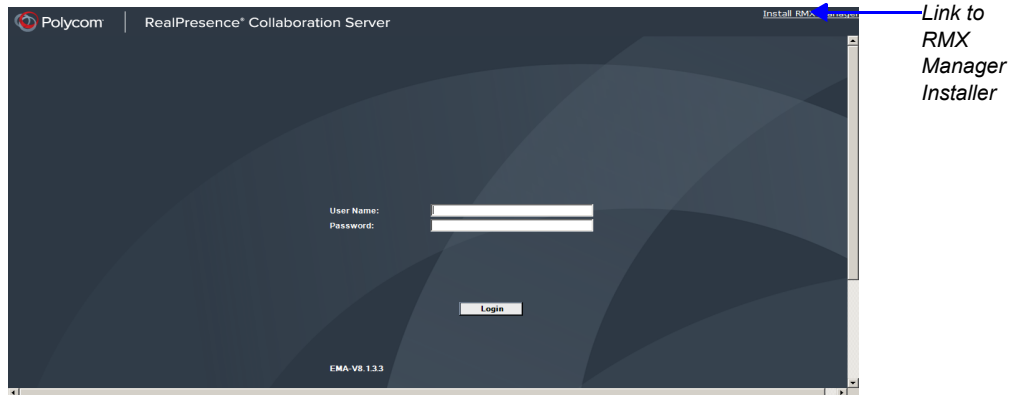 Polycom
RealPresence® Collaboration Server
Install RMX Manager
Link to
RMX
Manager
Installer
User Name:
Password:
Login
EMA-V8.1.3.3